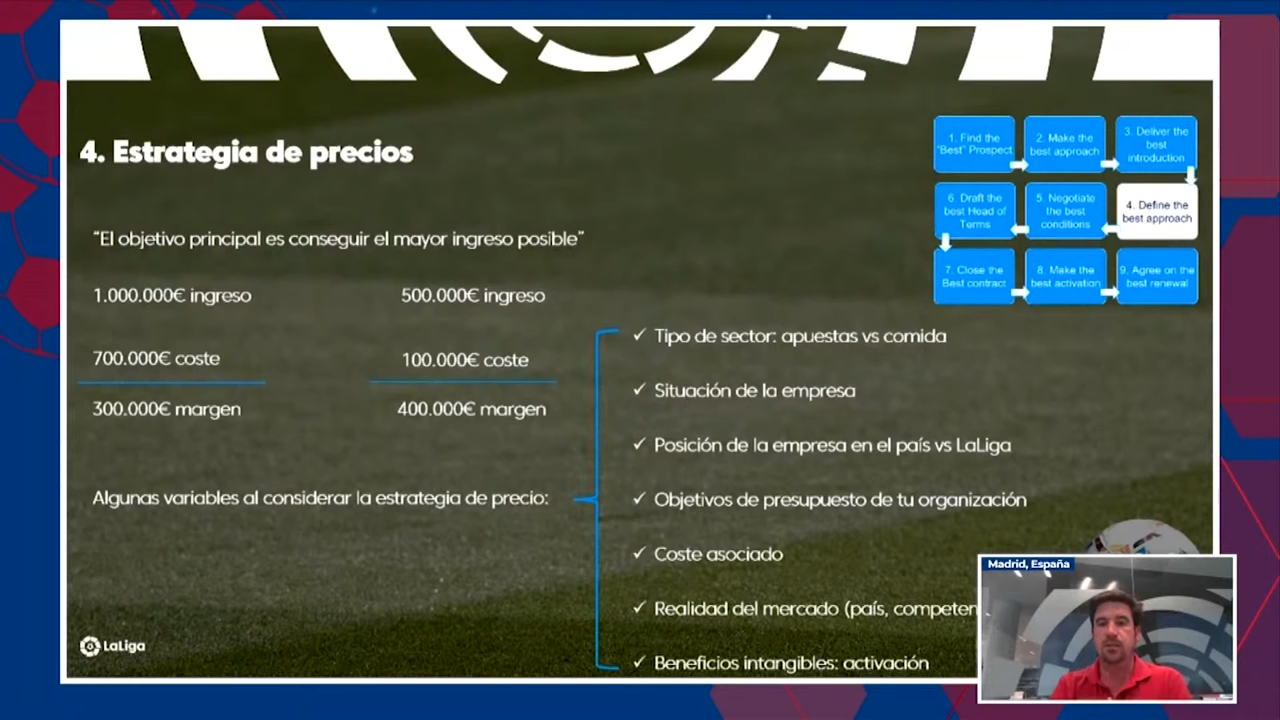 4. Estrategia de precios
1. Find the
"Best" Prospect
2. Make the
best approach
3. Deliver the
best
introduction
6. Draft the
best Head of
Terms
5. Negotiate
the best
conditions
4. Define the
best approach
7. Close the
Best contract
8. Make the
best activation
9. Agree on the
best renewal
“El objetivo principal es conseguir el mayor ingreso posible”
1.000.000€ ingreso
500.000€ ingreso
700.000€ coste
100.000€ coste
300.000€ margen
400.000€ margen
Algunas variables al considerar la estrategia de precio:
✓ Tipo de sector: apuestas vs comida
✓ Situación de la empresa
✓ Posición de la empresa en el país vs LaLiga
✓ Objetivos de presupuesto de tu organización
✓ Coste asociado
✓ Realidad del mercado (país,
✓ Beneficios intangibles: activación
LaLiga
Madrid, España